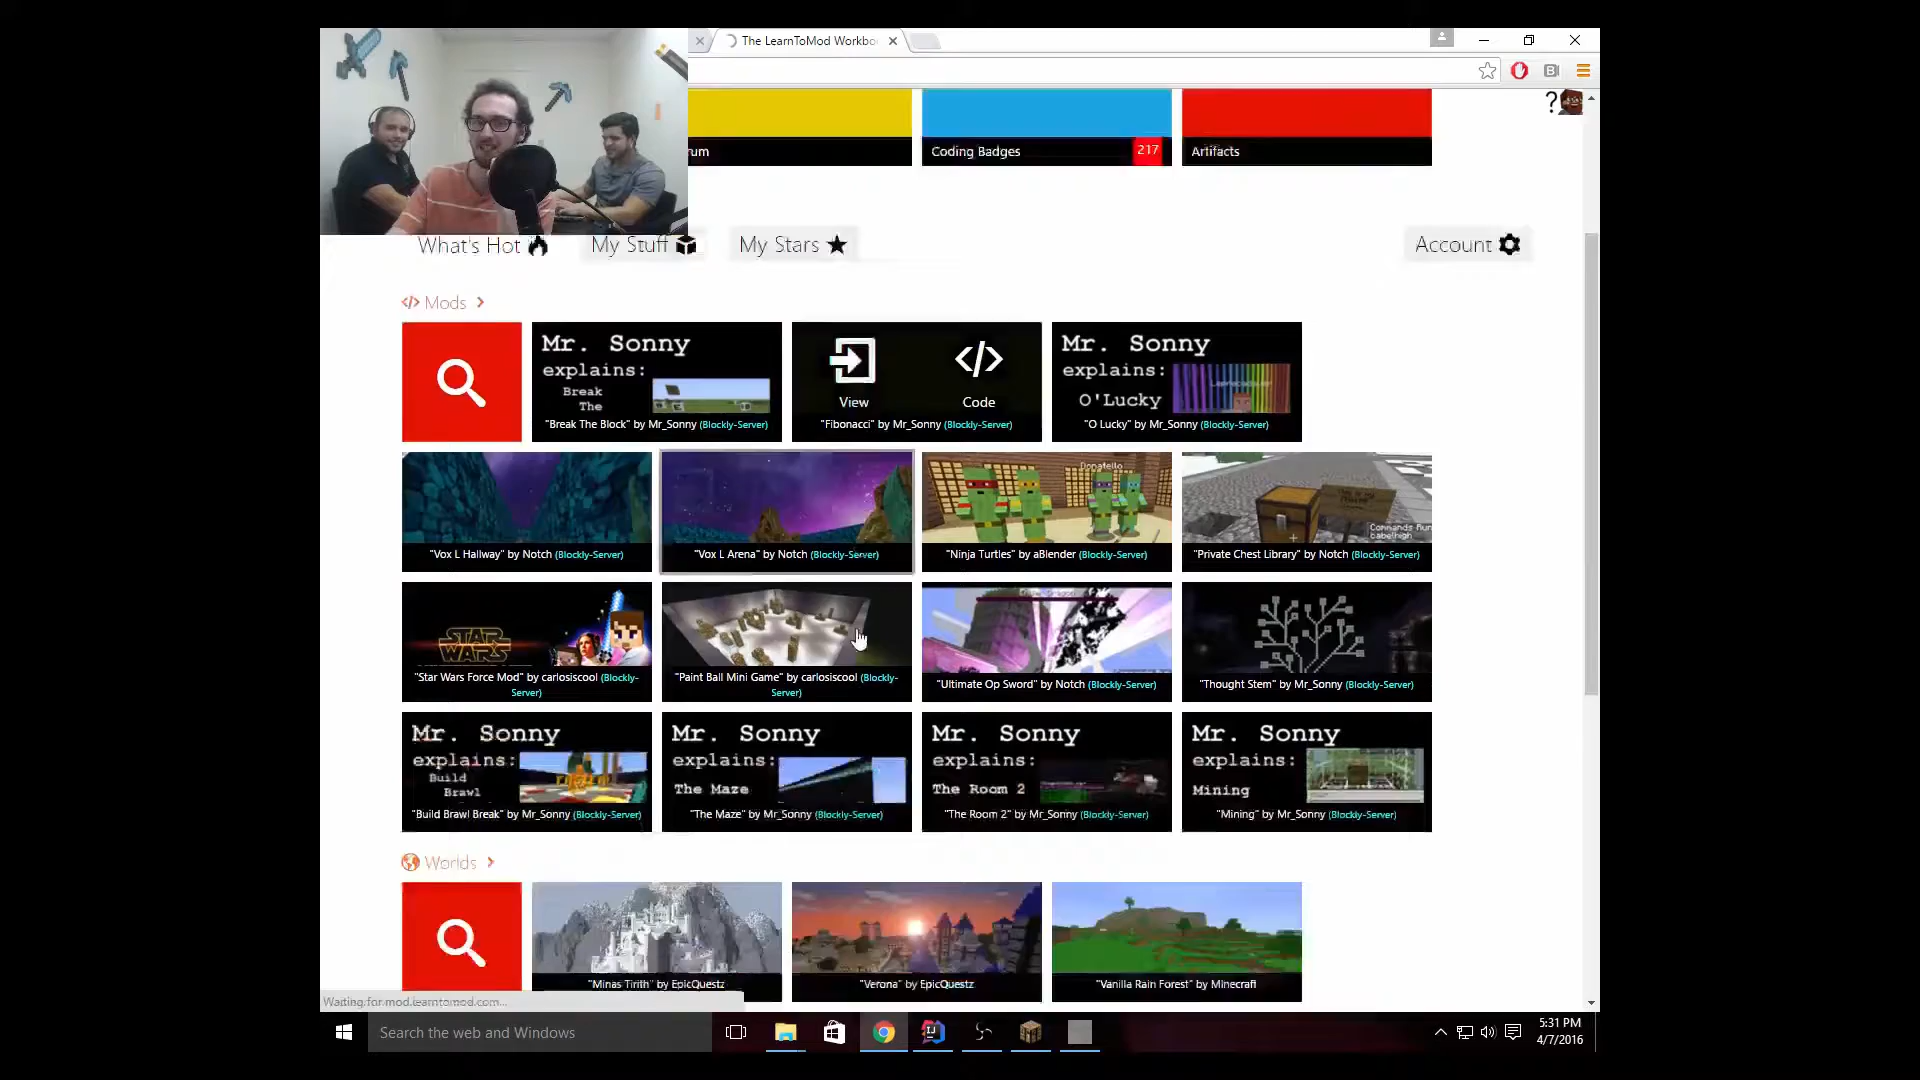 The LearnToMod Workbo
rum
Coding Badges
217
Artifacts
?
What's Hot
My Stuff
My Stars
Account
</> Mods >
Mr. Sonny
explains:
Break
The
"Break The Block" by Mr_Sonny (Blockly-Server)
View
</>
Code
"Fibonacci" by Mr_Sonny (Blockly-Server)
Mr. Sonny
explains:
O'Lucky
"O Lucky" by Mr_Sonny (Blockly-Server)
"Vox L Hallway" by Notch (Blockly-Server)
"Vox L Arena" by Notch (Blockly-Server)
Donatello
"Ninja Turtles" by aBlender (Blockly-Server)
Commands Run
"Private Chest Library" by Notch (Blockly-Server)
STAR
WARS
"Star Wars Force Mod" by carlosiscool (Blockly-
Server)
"Paint Ball Mini Game" by carlosiscool (Blockly-
Server)
"Ultimate Op Sword" by Notch (Blockly-Server)
"Thought Stem" by Mr_Sonny (Blockly-Server)
Mr. Sonny
explains:
Build
Brawl
"Build Brawl Break" by Mr_Sonny (Blockly-Server)
Mr. Sonny
explains:
The Maze
"The Maze" by Mr_Sonny (Blockly-Server)
Mr. Sonny
explains:
The Room 2
"The Room 2" by Mr_Sonny (Blockly-Server)
Mr. Sonny
explains:
Mining
"Mining" by Mr_Sonny (Blockly-Server)
Worlds >
"Minas Tirith" by EpicQuestz
"Verona" by EpicQuestz
"Vanilla Rain Forest" by Minecraft
Waiting for mod.learntomod.com...
Search the web and Windows
5:31 PM
4/7/2016